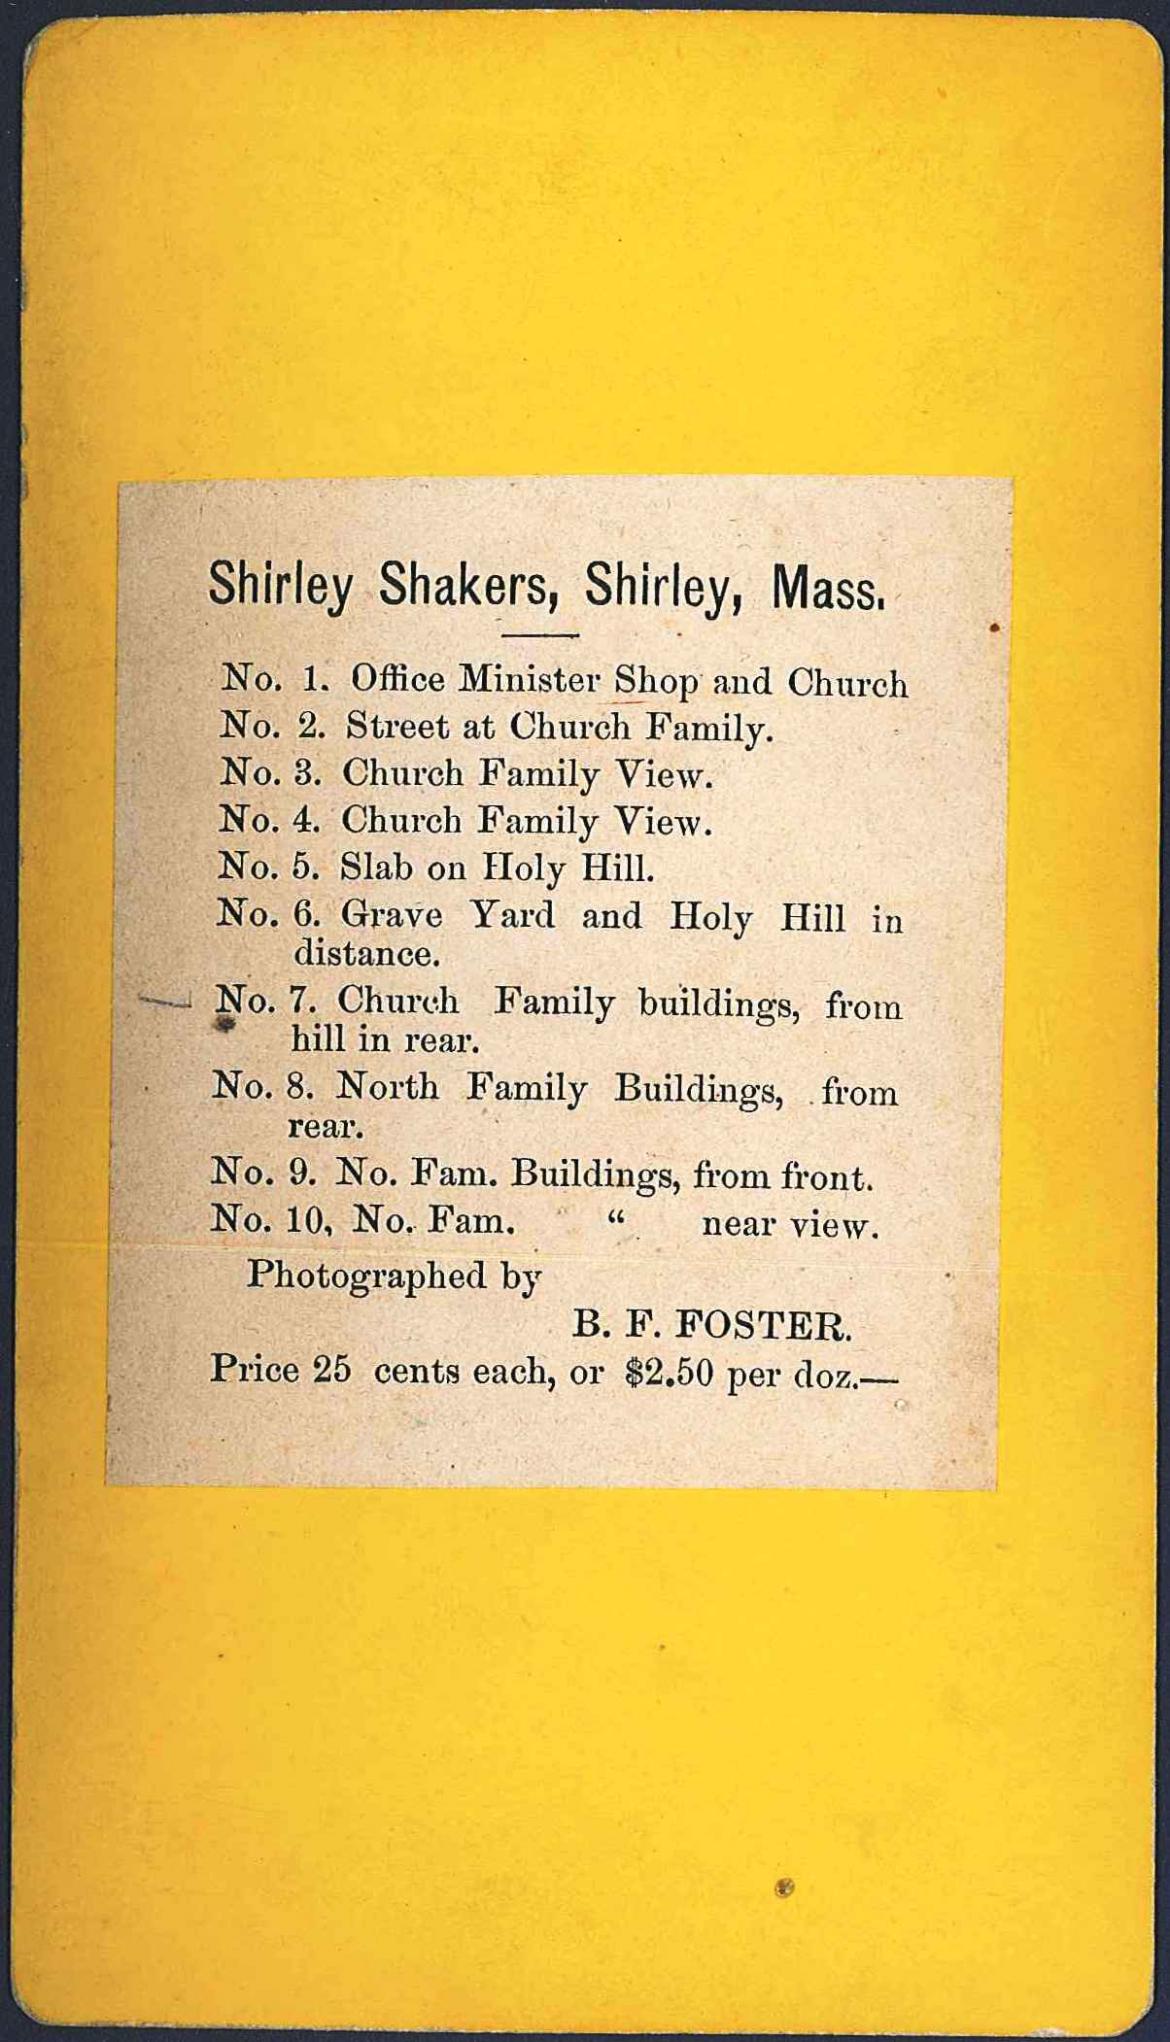 Shirley Shakers, Shirley, Mass.
No. 1. Office Minister Shop and Church
No. 2. Street at Church Family.
No. 3. Church Family View.
No. 4. Church Family View.
No. 5. Slab on Holy Hill.
No. 6. Grave Yard and Holy Hill in
distance.
No. 7. Church Family buildings, from
hill in rear.
No. 8. North Family Buildings, from
rear.
No. 9. No. Fam. Buildings, from front.
No. 10, No. Fam. “ near view.
Photographed by
B. F. FOSTER.
Price 25 cents each, or $2.50 per doz.—